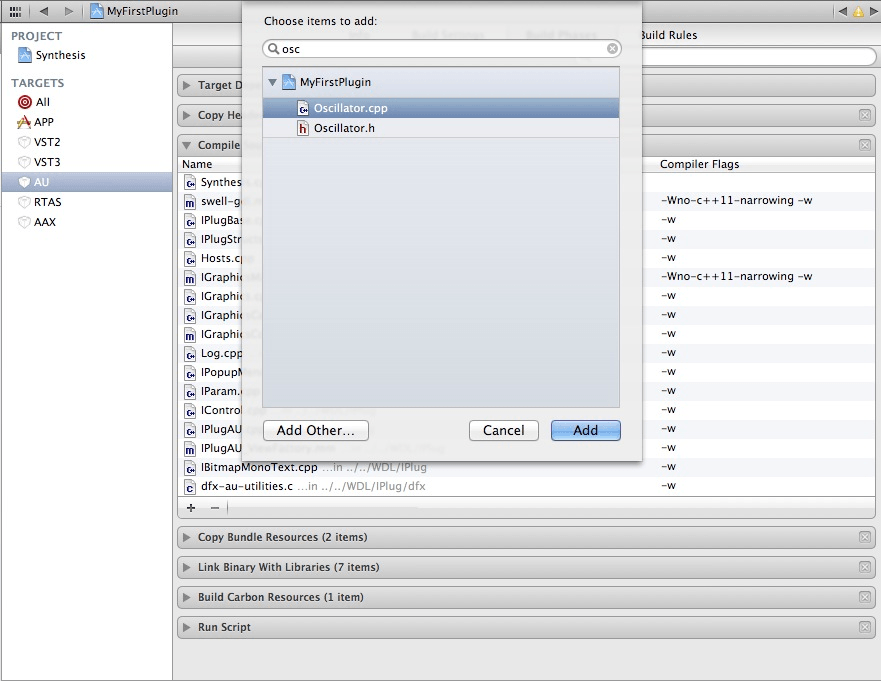 MyFirstPlugin
PROJECT
Synthesis
TARGETS
All
APP
VST2
VST3
AU
RTAS
AAX
Choose items to add:
osc
MyFirstPlugin
Oscillator.cpp
Oscillator.h
Add Other... Cancel Add
Build Rules
Target D
Copy He
Compile
Name Compiler Flags
Synthes
swell-g -Wno-c++11-narrowing -w
IPlugBa -w
IPlugStr -w
Hosts.cp -w
IGraphic -Wno-c++11-narrowing -w
IGraphic -w
IGraphic -w
IGraphic -w
Log.cpp -w
IPopupM -w
IParam. -w
IControl -w
IPlugAU -w
IPlugAU -w
IBitmapMonoText.cpp ...in ../../WDL/IPlug -w
dfx-au-utilities.c ...in ../../WDL/IPlug/dfx -w
+ −
Copy Bundle Resources (2 items)
Link Binary With Libraries (7 items)
Build Carbon Resources (1 item)
Run Script